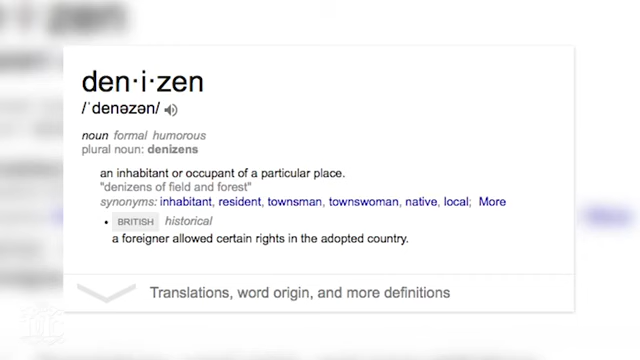 den·i·zen
/ˈdenəzən/
noun formal humorous
plural noun: denizens
an inhabitant or occupant of a particular place.
"denizens of field and forest"
synonyms: inhabitant, resident, townsman, townswoman, native, local; More
• BRITISH historical
a foreigner allowed certain rights in the adopted country.
Translations, word origin, and more definitions